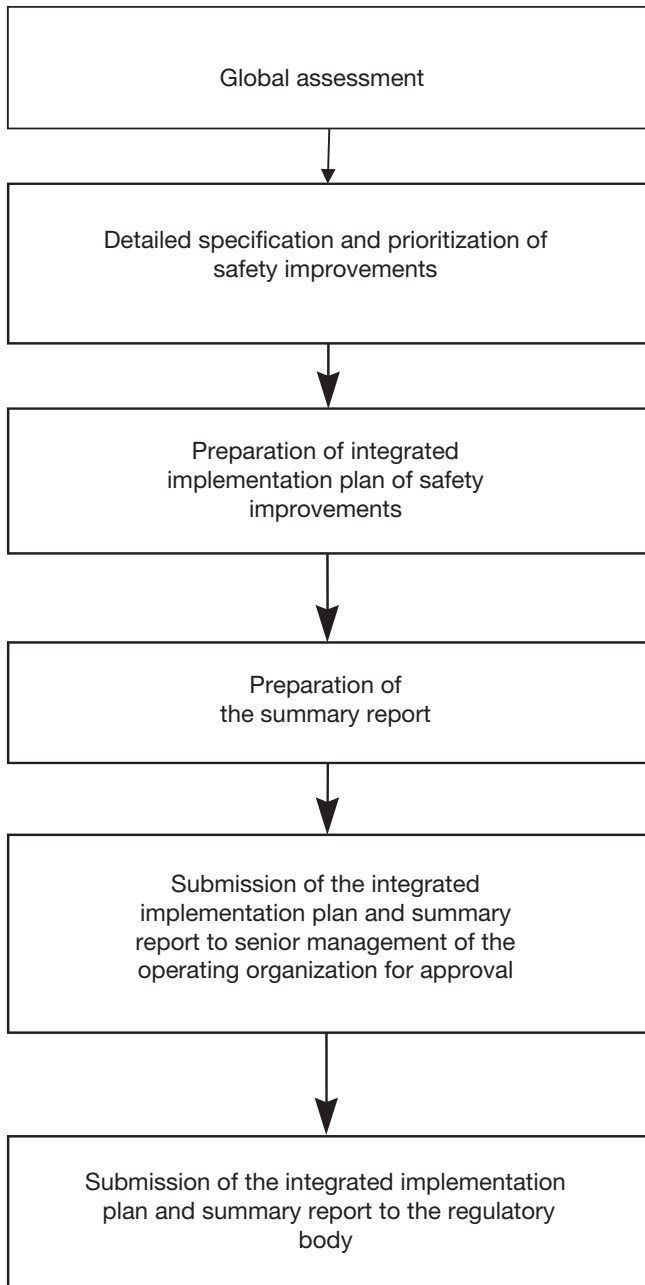 Global assessment
Detailed specification and prioritization of
safety improvements
Preparation of integrated
implementation plan of safety
improvements
Preparation of
the summary report
Submission of the integrated
implementation plan and summary
report to senior management of the
operating organization for approval
Submission of the integrated implementation
plan and summary report to the regulatory
body